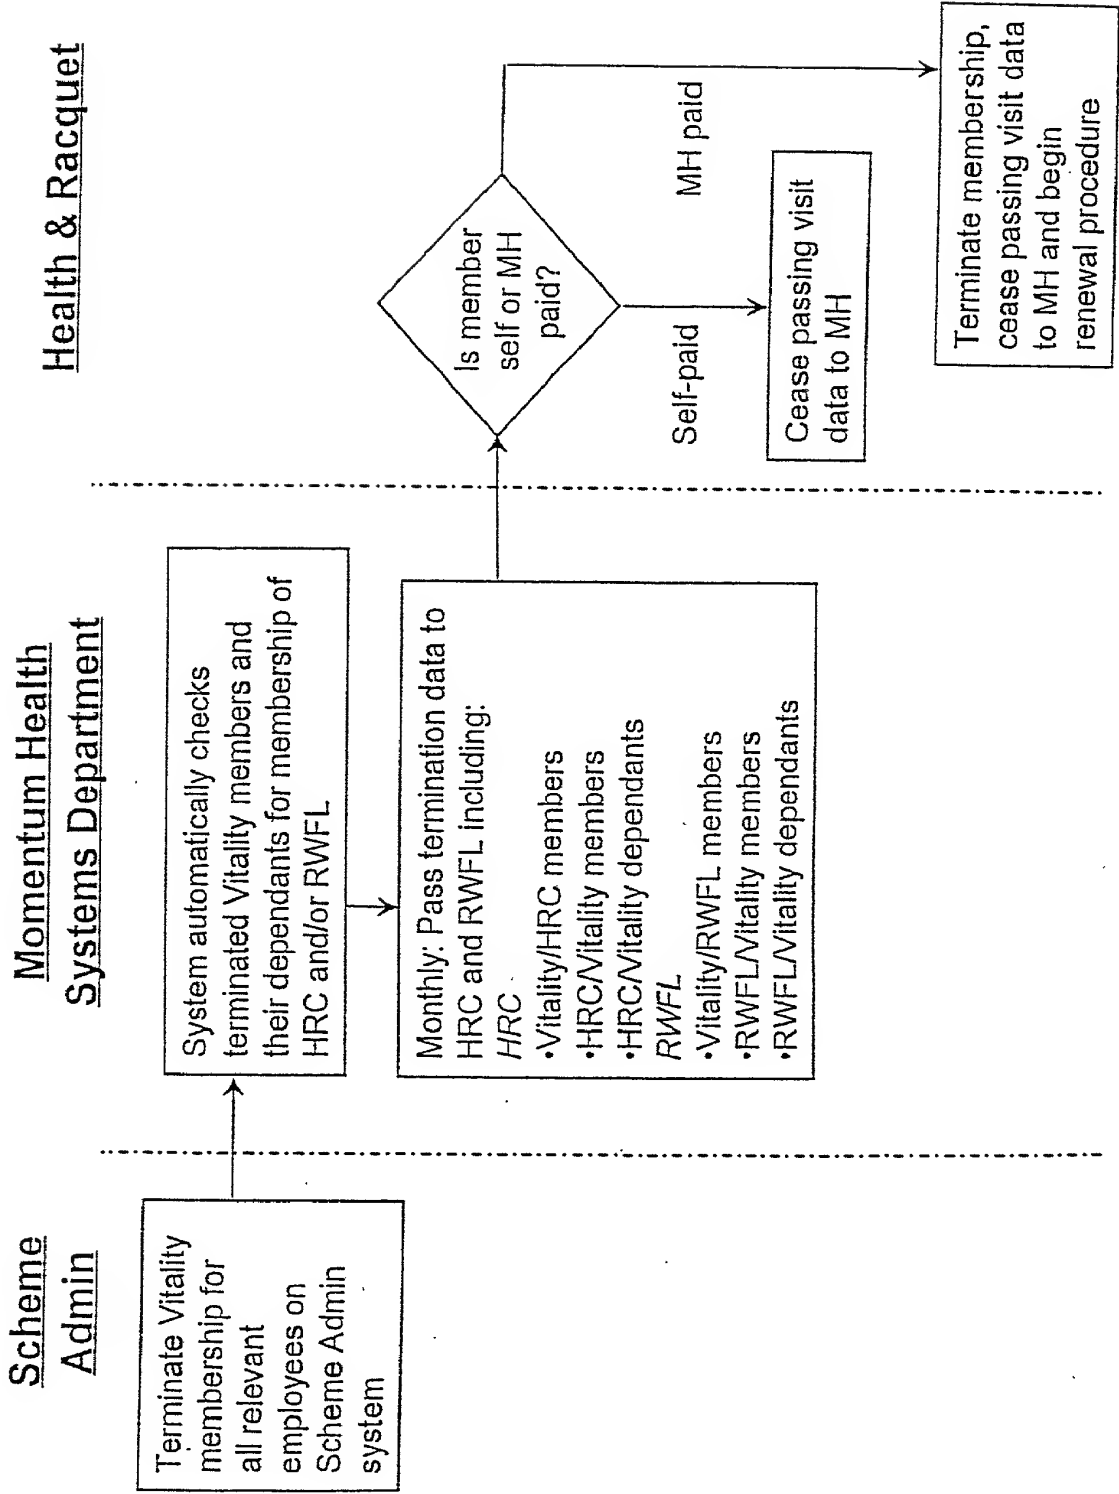 Scheme
Admin
Terminate Vitality
membership for
all relevant
employees on
Scheme Admin
system
Momentum Health
Systems Department
System automatically checks
terminated Vitality members and
their dependants for membership of
HRC and/or RWFL
Monthly: Pass termination data to
HRC and RWFL including:
HRC
•Vitality/HRC members
•HRC/Vitality members
•HRC/Vitality dependants
RWFL
•Vitality/RWFL members
•RWFL/Vitality members
•RWFL/Vitality dependants
Health & Racquet
Is member
self or MH
paid?
Self-paid
MH paid
Cease passing visit
data to MH
Terminate membership,
cease passing visit data
to MH and begin
renewal procedure